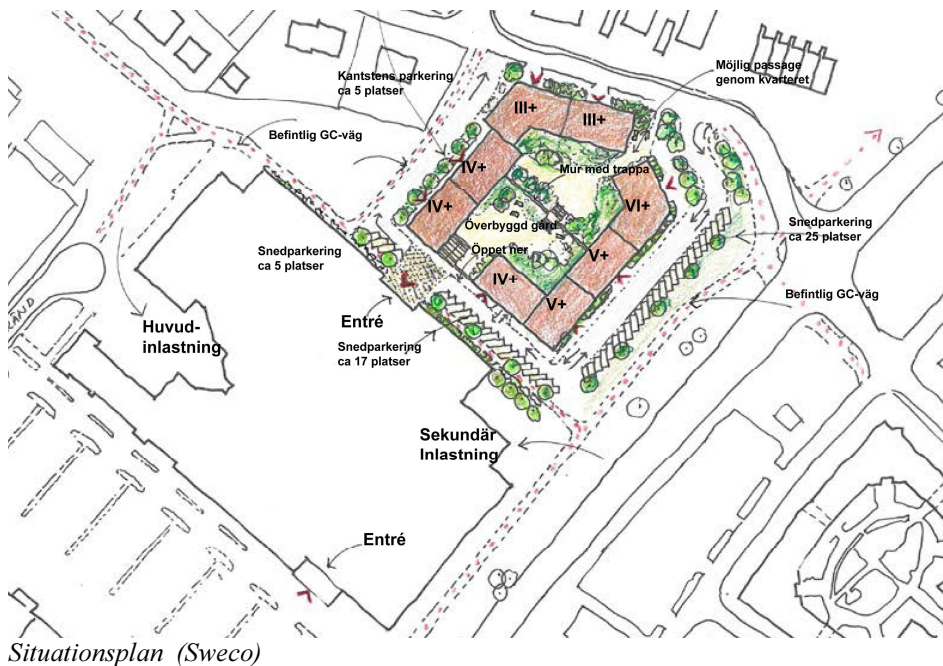 Kantstens parkering
ca 5 platser
Möjlig passage
genom kvarteret
Befintlig GC-väg
III+
III+
Mur med trappa
IV+
IV+
VI+
Överbyggd gård
Öppet ner
V+
IV+
V+
Snedparkering
ca 25 platser
Snedparkering
ca 5 platser
Befintlig GC-väg
Huvud-
inlastning
Entré
Snedparkering
ca 17 platser
Sekundär
Inlastning
Entré
Situationsplan (Sweco)